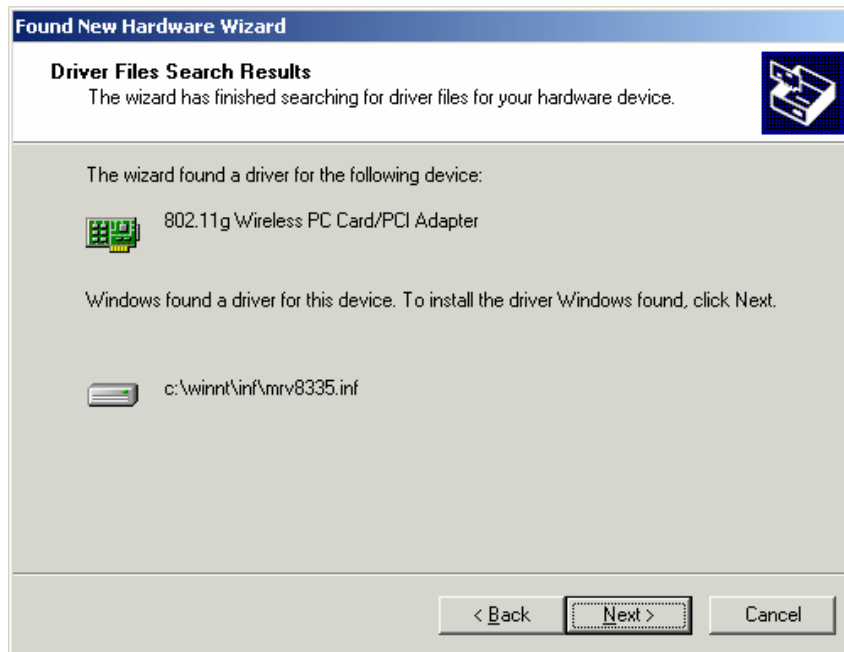 Found New Hardware Wizard
Driver Files Search Results
The wizard has finished searching for driver files for your hardware device.
The wizard found a driver for the following device:
802.11g Wireless PC Card/PCI Adapter
Windows found a driver for this device. To install the driver Windows found, click Next.
c:\winnt\inf\mrv8335.inf
< Back Next > Cancel